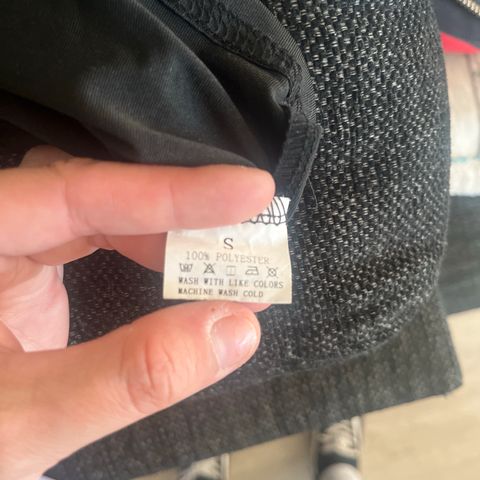 S
100% POLYESTER
WASH WITH LIKE COLORS
MACHINE WASH COLD